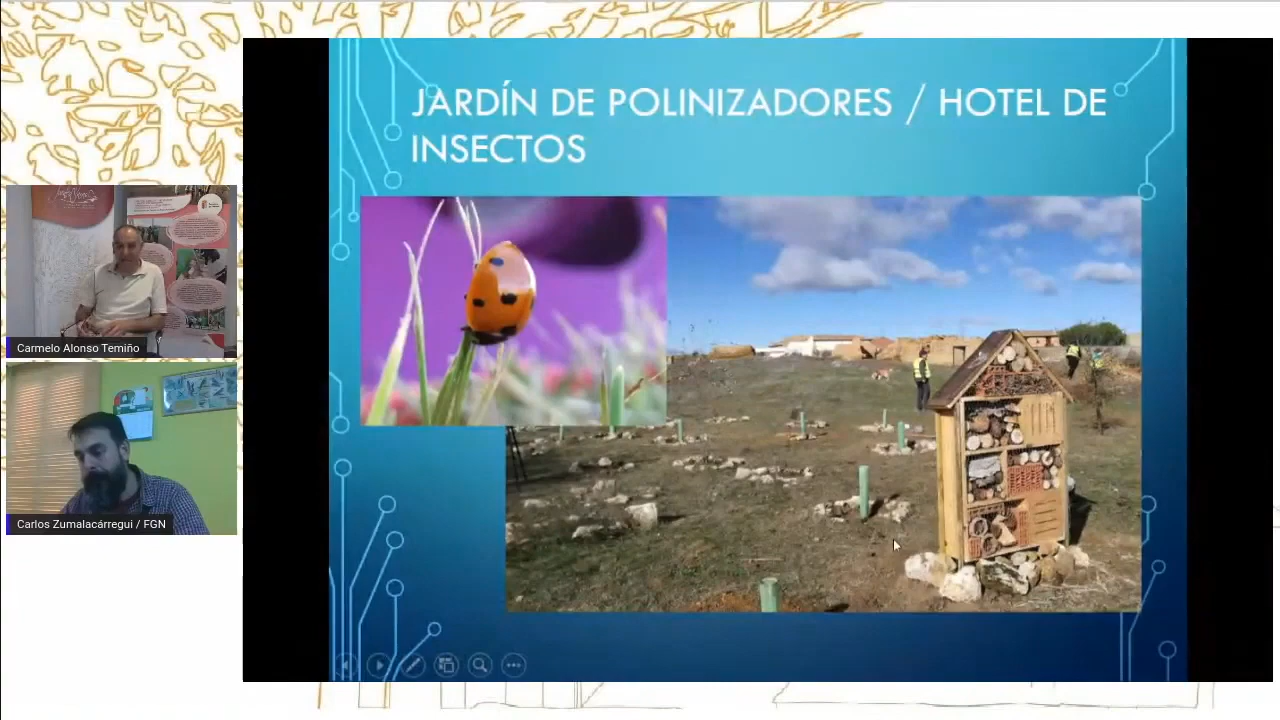 JARDÍN DE POLINIZADORES / HOTEL DE
INSECTOS
Carmelo Alonso Temiño
Carlos Zumalacárregui / FGN